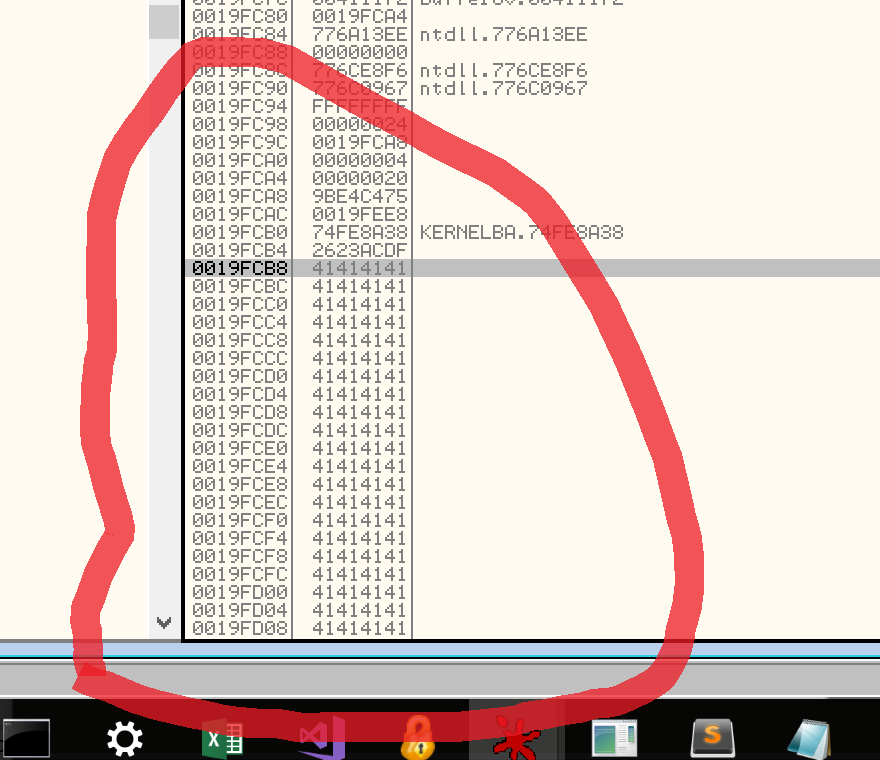 0019FC80 0019FCA4
0019FC84 776A13EE ntdll.776A13EE
0019FC88 00000000
0019FC8C 776CE8F6 ntdll.776CE8F6
0019FC90 776C0967 ntdll.776C0967
0019FC94 FFFFFFFF
0019FC98 00000024
0019FC9C 0019FCA8
0019FCA0 00000004
0019FCA4 00000020
0019FCA8 9BE4C475
0019FCAC 0019FEE8
0019FCB0 74FE8A38 KERNELBA.74FE8A38
0019FCB4 2623ACDF
0019FCB8 41414141
0019FCBC 41414141
0019FCC0 41414141
0019FCC4 41414141
0019FCC8 41414141
0019FCCC 41414141
0019FCD0 41414141
0019FCD4 41414141
0019FCD8 41414141
0019FCDC 41414141
0019FCE0 41414141
0019FCE4 41414141
0019FCE8 41414141
0019FCEC 41414141
0019FCF0 41414141
0019FCF4 41414141
0019FCF8 41414141
0019FCFC 41414141
0019FD00 41414141
0019FD04 41414141
0019FD08 41414141
X S